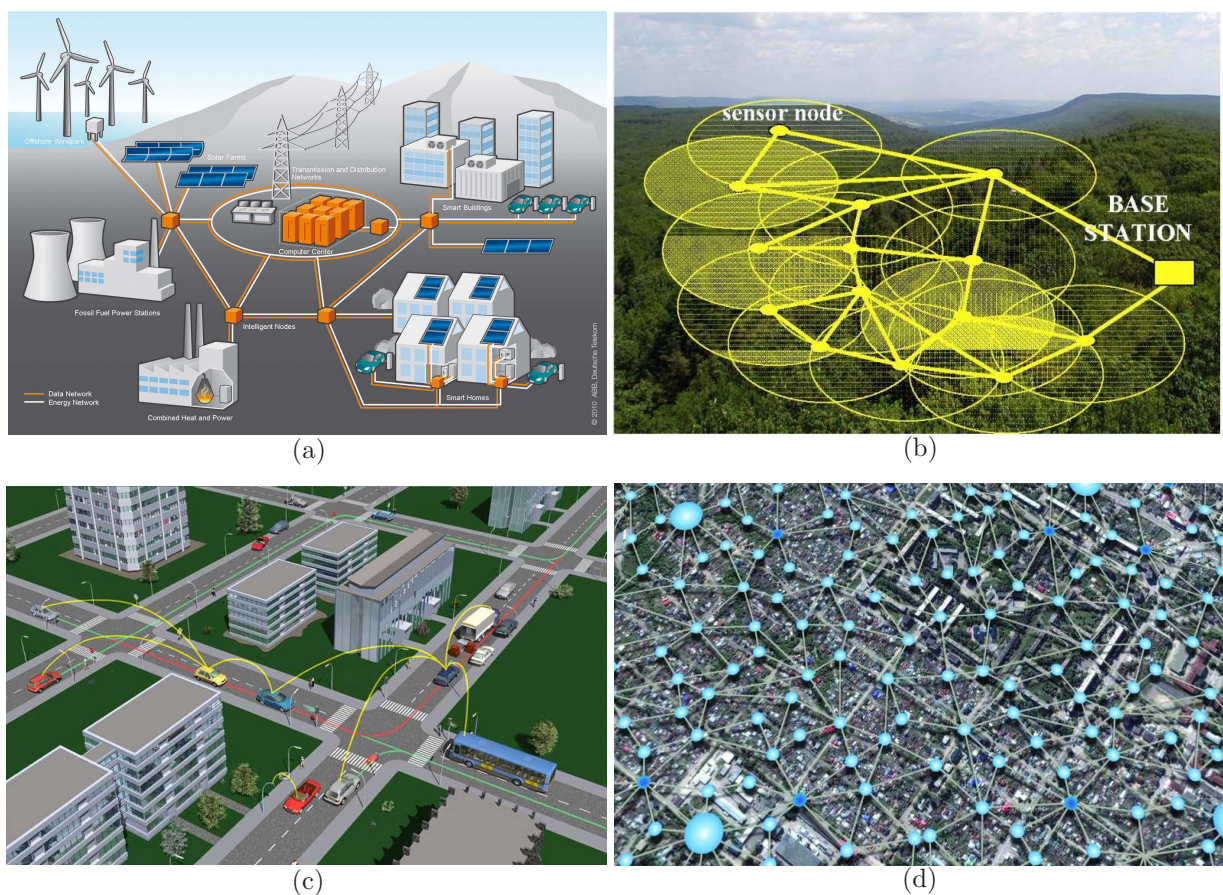 Offshore Windpark
Solar Farms
Transmission and Distribution
Networks
Smart Buildings
Computer Center
Fossil Fuel Power Stations
Intelligent Nodes
Combined Heat and Power
Smart Homes
Data Network
Energy Network
© 2010 ABB, Deutsche Telekom
(a)
sensor node
BASE
STATION
(b)
(c)
(d)